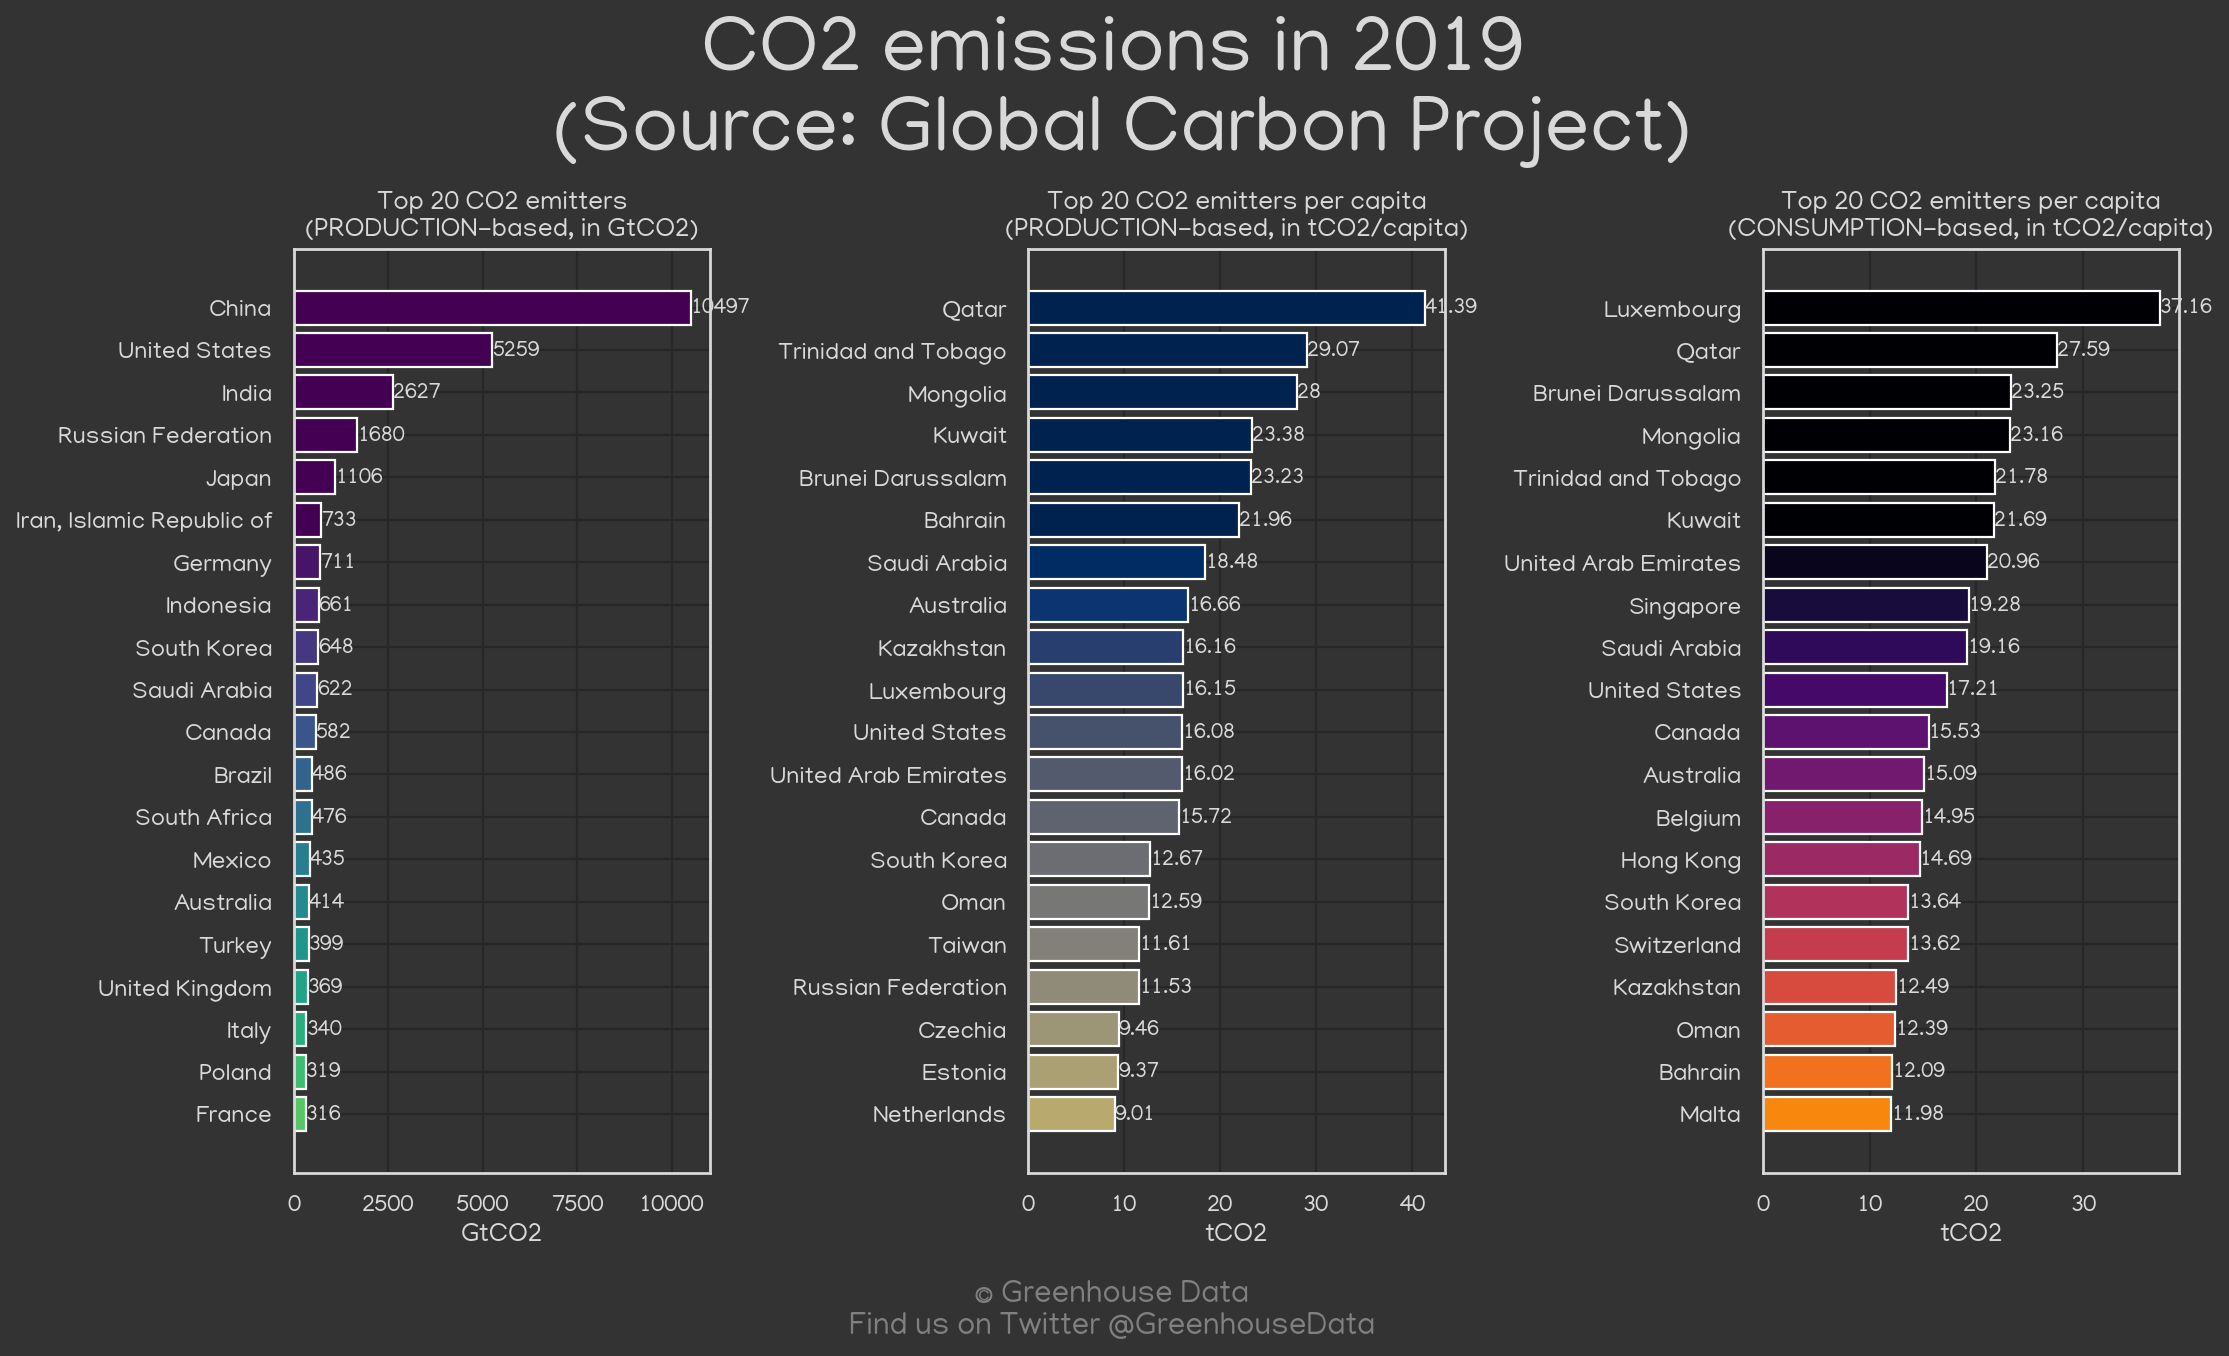 CO2 emissions in 2019
(Source: Global Carbon Project)
Top 20 CO2 emitters
(PRODUCTION-based, in GtCO2)
China 10497
United States 5259
India 2627
Russian Federation 1680
Japan 1106
Iran, Islamic Republic of 733
Germany 711
Indonesia 661
South Korea 648
Saudi Arabia 622
Canada 582
Brazil 486
South Africa 476
Mexico 435
Australia 414
Turkey 399
United Kingdom 369
Italy 340
Poland 319
France 316
0 2500 5000 7500 10000
GtCO2
Top 20 CO2 emitters per capita
(PRODUCTION-based, in tCO2/capita)
Qatar 41.39
Trinidad and Tobago 29.07
Mongolia 28
Kuwait 23.38
Brunei Darussalam 23.23
Bahrain 21.96
Saudi Arabia 18.48
Australia 16.66
Kazakhstan 16.16
Luxembourg 16.15
United States 16.08
United Arab Emirates 16.02
Canada 15.72
South Korea 12.67
Oman 12.59
Taiwan 11.61
Russian Federation 11.53
Czechia 9.46
Estonia 9.37
Netherlands 9.01
0 10 20 30 40
tCO2
Top 20 CO2 emitters per capita
(CONSUMPTION-based, in tCO2/capita)
Luxembourg 37.16
Qatar 27.59
Brunei Darussalam 23.25
Mongolia 23.16
Trinidad and Tobago 21.78
Kuwait 21.69
United Arab Emirates 20.96
Singapore 19.28
Saudi Arabia 19.16
United States 17.21
Canada 15.53
Australia 15.09
Belgium 14.95
Hong Kong 14.69
South Korea 13.64
Switzerland 13.62
Kazakhstan 12.49
Oman 12.39
Bahrain 12.09
Malta 11.98
0 10 20 30
tCO2
© Greenhouse Data
Find us on Twitter @GreenhouseData